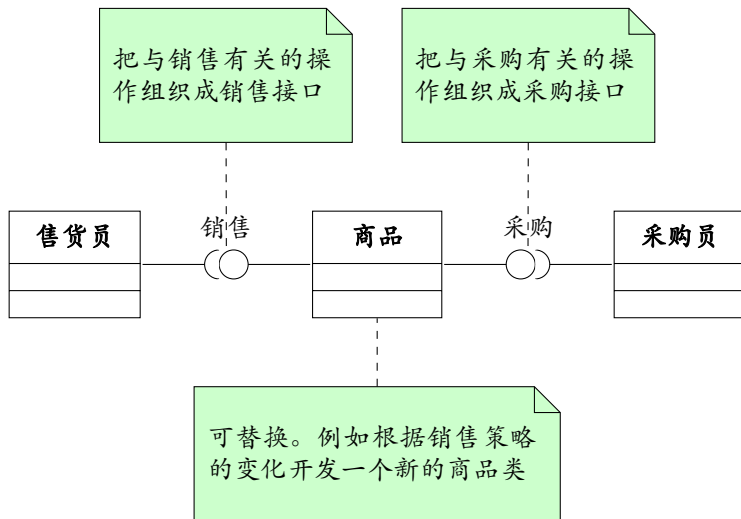 把与销售有关的操
作组织成销售接口
把与采购有关的操
作组织成采购接口
售货员
销售
商品
采购
采购员
可替换。例如根据销售策略
的变化开发一个新的商品类